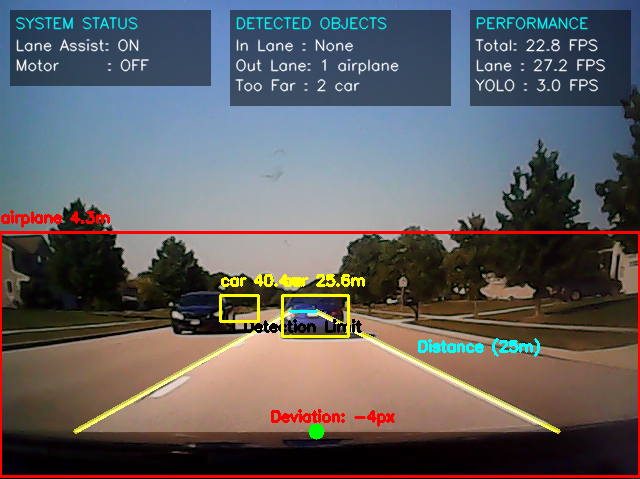 SYSTEM STATUS
Lane Assist: ON
Motor : OFF
DETECTED OBJECTS
In Lane : None
Out Lane: 1 airplane
Too Far : 2 car
PERFORMANCE
Total: 22.8 FPS
Lane : 27.2 FPS
YOLO : 3.0 FPS
airplane 4.3m
car 40.4m
car 25.6m
Detection Limit
Distance (25m)
Deviation: -4px